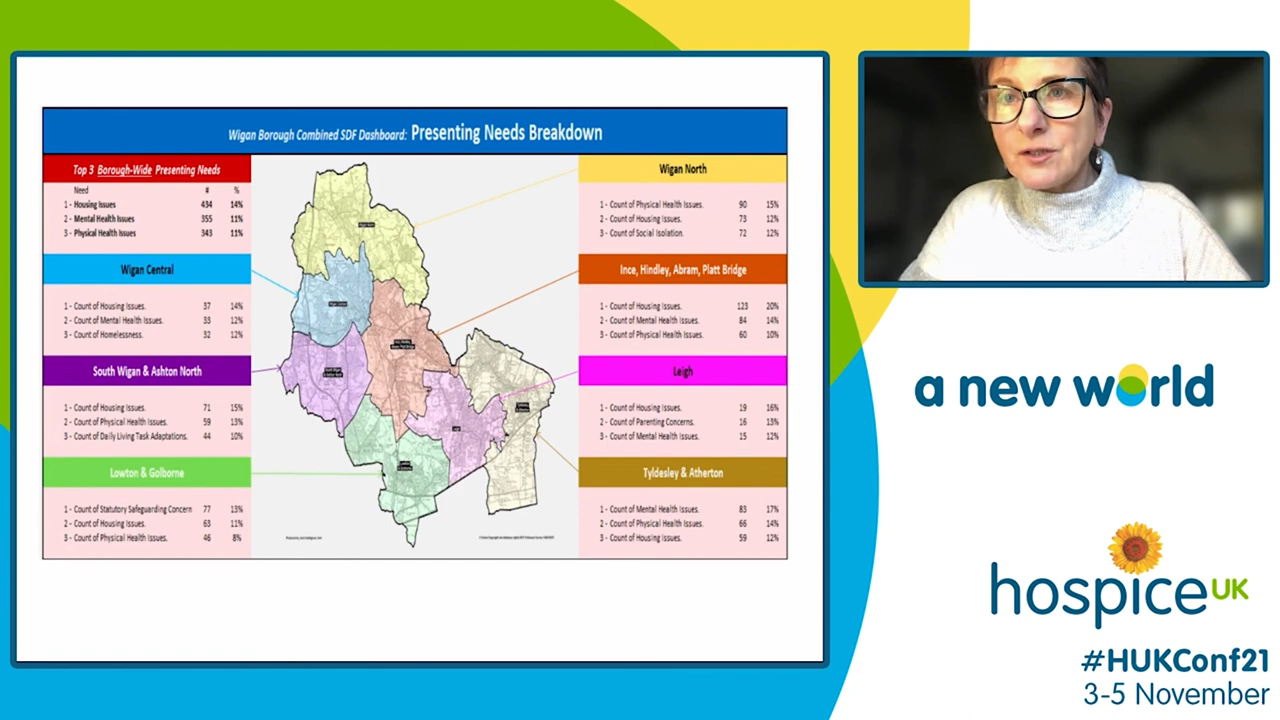 Wigan Borough Combined SDF Dashboard: Presenting Needs Breakdown
Top 3 Borough-Wide Presenting Needs
Need # %
1 - Housing Issues 434 14%
2 - Mental Health Issues 355 11%
3 - Physical Health Issues 343 11%
Wigan Central
1 - Count of Housing Issues. 37 14%
2 - Count of Mental Health Issues. 33 12%
3 - Count of Homelessness. 32 12%
South Wigan & Ashton North
1 - Count of Housing Issues. 71 15%
2 - Count of Physical Health Issues. 59 13%
3 - Count of Daily Living Task Adaptations. 44 10%
Lowton & Golborne
1 - Count of Statutory Safeguarding Concern 77 13%
2 - Count of Housing Issues. 63 11%
3 - Count of Physical Health Issues. 46 8%
Wigan North
1 - Count of Physical Health Issues. 90 15%
2 - Count of Housing Issues. 73 12%
3 - Count of Social Isolation. 72 12%
Ince, Hindley, Abram, Platt Bridge
1 - Count of Housing Issues. 123 20%
2 - Count of Mental Health Issues. 84 14%
3 - Count of Physical Health Issues. 60 10%
Leigh
1 - Count of Housing Issues. 19 16%
2 - Count of Parenting Concerns. 16 13%
3 - Count of Mental Health Issues. 15 12%
Tyldesley & Atherton
1 - Count of Mental Health Issues. 83 17%
2 - Count of Physical Health Issues. 66 14%
3 - Count of Housing Issues. 59 12%
a new world
hospice UK
#HUKConf21
3-5 November